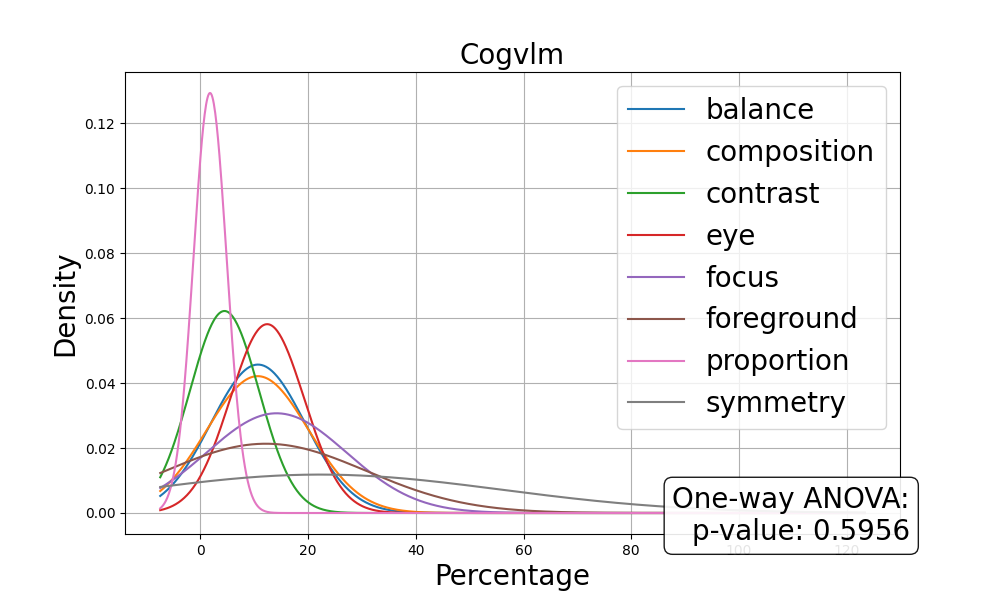 Cogvlm
Density
0.12
0.10
0.08
0.06
0.04
0.02
0.00
balance
composition
contrast
eye
focus
foreground
proportion
symmetry
One-way ANOVA:
p-value: 0.5956
0 20 40 60 80 100 120
Percentage